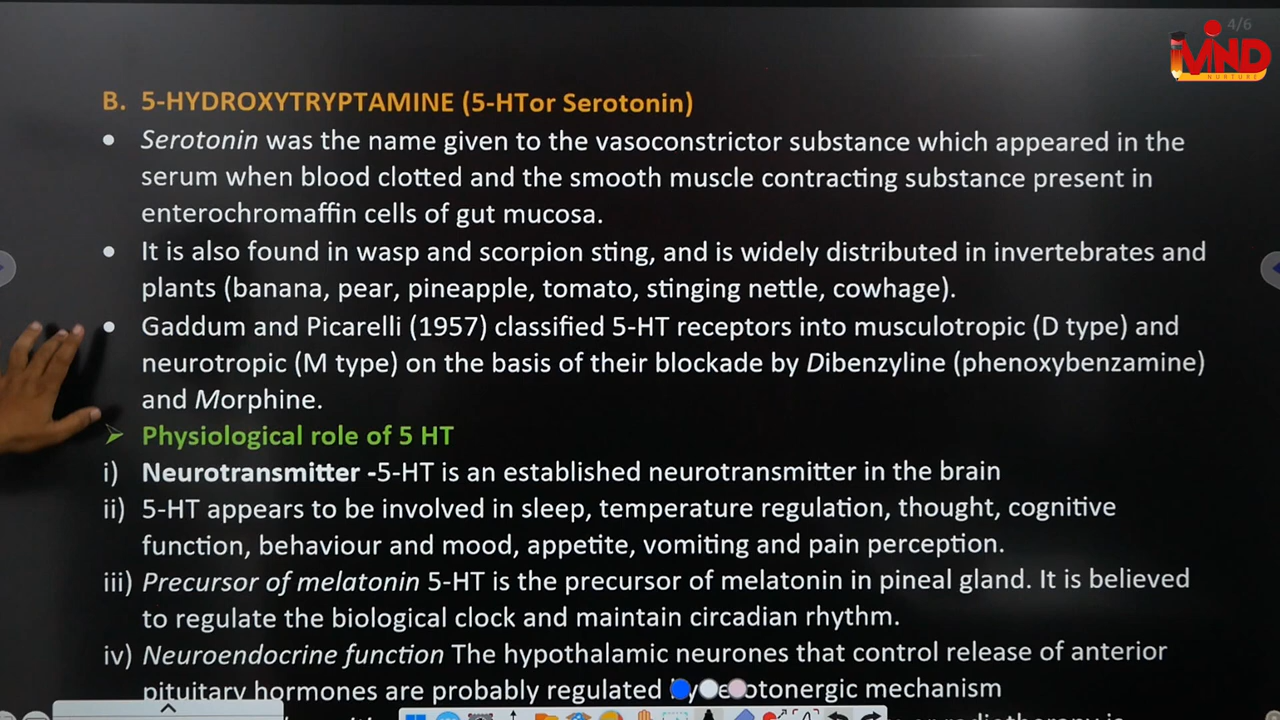 4/6
MIND
NURTURE
B. 5-HYDROXYTRYPTAMINE (5-HTor Serotonin)
• Serotonin was the name given to the vasoconstrictor substance which appeared in the
serum when blood clotted and the smooth muscle contracting substance present in
enterochromaffin cells of gut mucosa.
• It is also found in wasp and scorpion sting, and is widely distributed in invertebrates and
plants (banana, pear, pineapple, tomato, stinging nettle, cowhage).
• Gaddum and Picarelli (1957) classified 5-HT receptors into musculotropic (D type) and
neurotropic (M type) on the basis of their blockade by Dibenzyline (phenoxybenzamine)
and Morphine.
➢ Physiological role of 5 HT
i) Neurotransmitter -5-HT is an established neurotransmitter in the brain
ii) 5-HT appears to be involved in sleep, temperature regulation, thought, cognitive
function, behaviour and mood, appetite, vomiting and pain perception.
iii) Precursor of melatonin 5-HT is the precursor of melatonin in pineal gland. It is believed
to regulate the biological clock and maintain circadian rhythm.
iv) Neuroendocrine function The hypothalamic neurones that control release of anterior
pituitary hormones are probably regulated mechanism